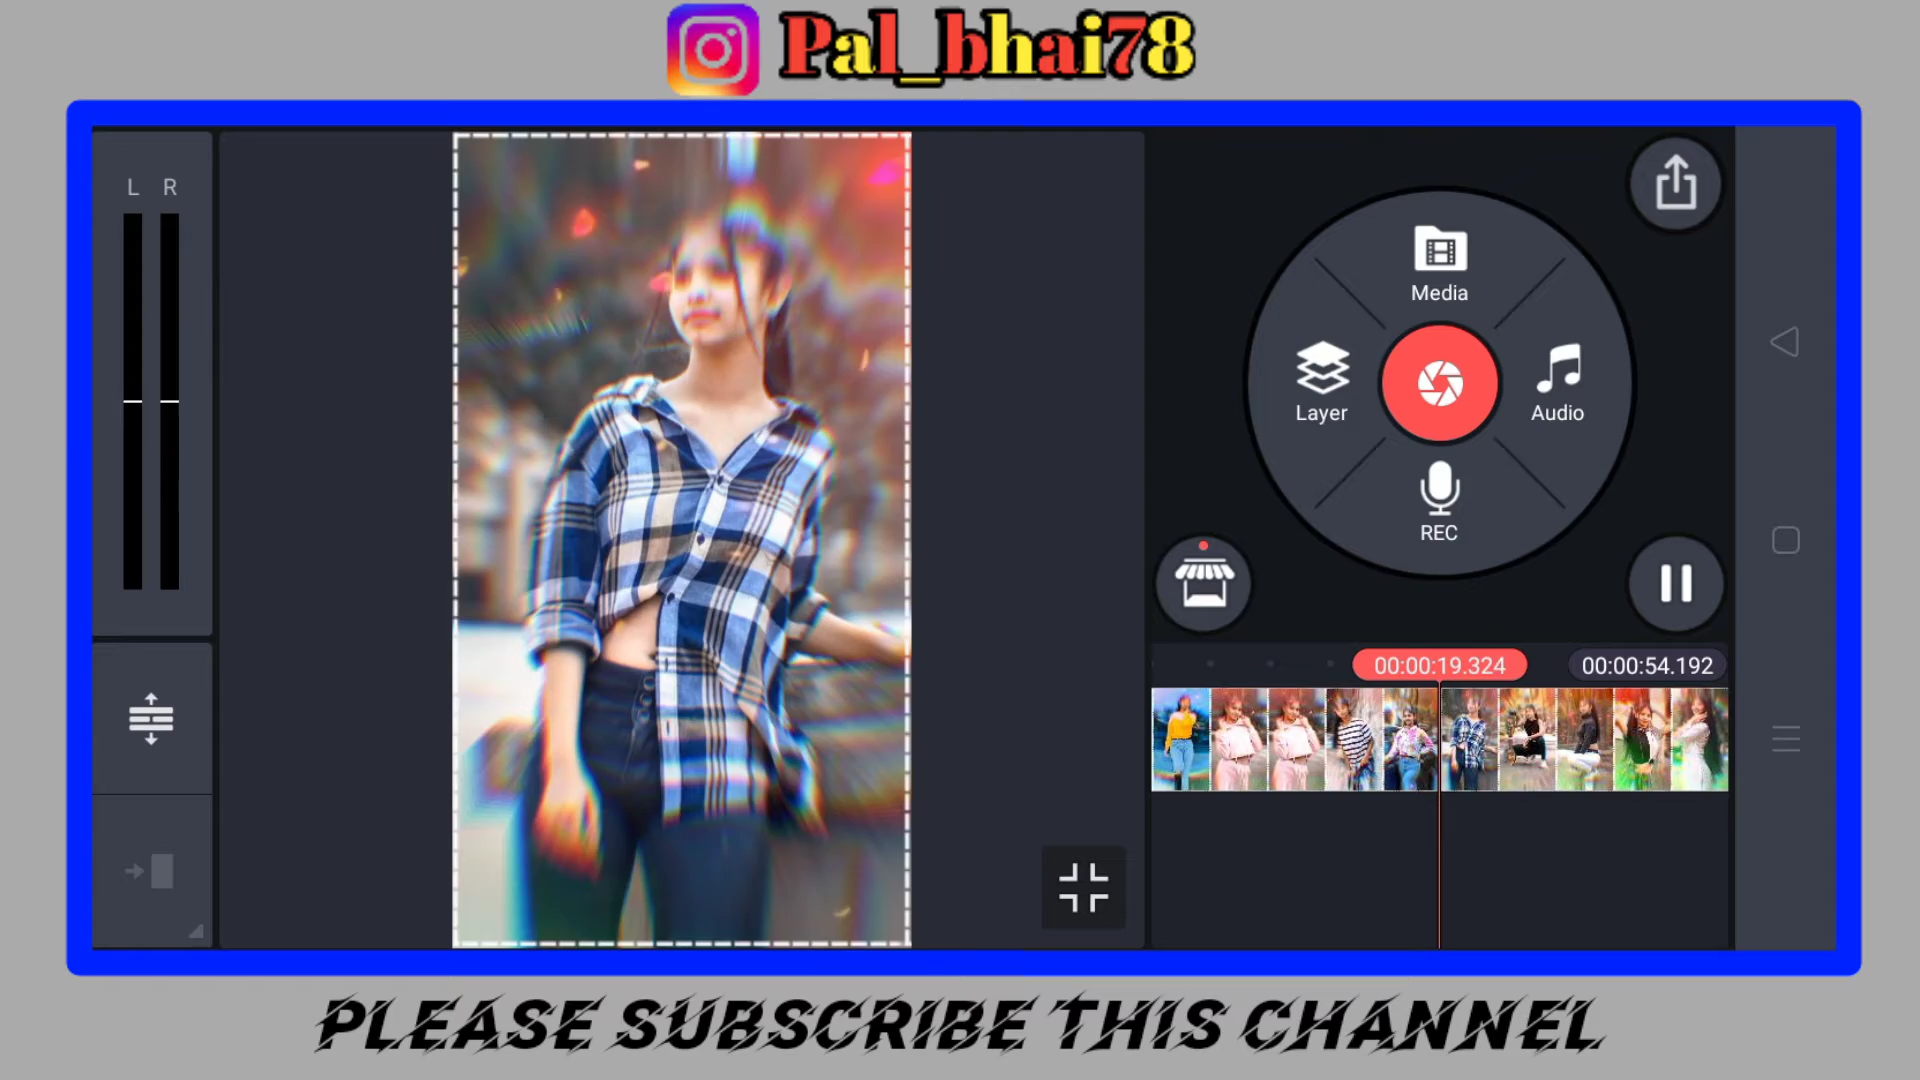 Pal_bhai78
L R
Media
Layer
Audio
REC
00:00:19.324
00:00:54.192
PLEASE SUBSCRIBE THIS CHANNEL